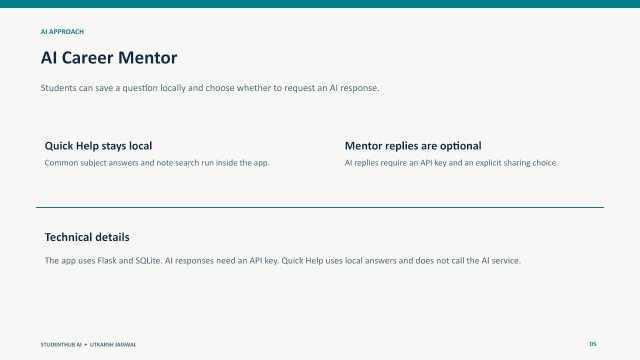 AI APPROACH
AI Career Mentor
Students can save a question locally and choose whether to request an AI response.
Quick Help stays local
Common subject answers and note search run inside the app.
Mentor replies are optional
AI replies require an API key and an explicit sharing choice.
Technical details
The app uses Flask and SQLite. AI responses need an API key. Quick Help uses local answers and does not call the AI service.
STUDENTHUB AI • UTKARSH JAISWAL
05